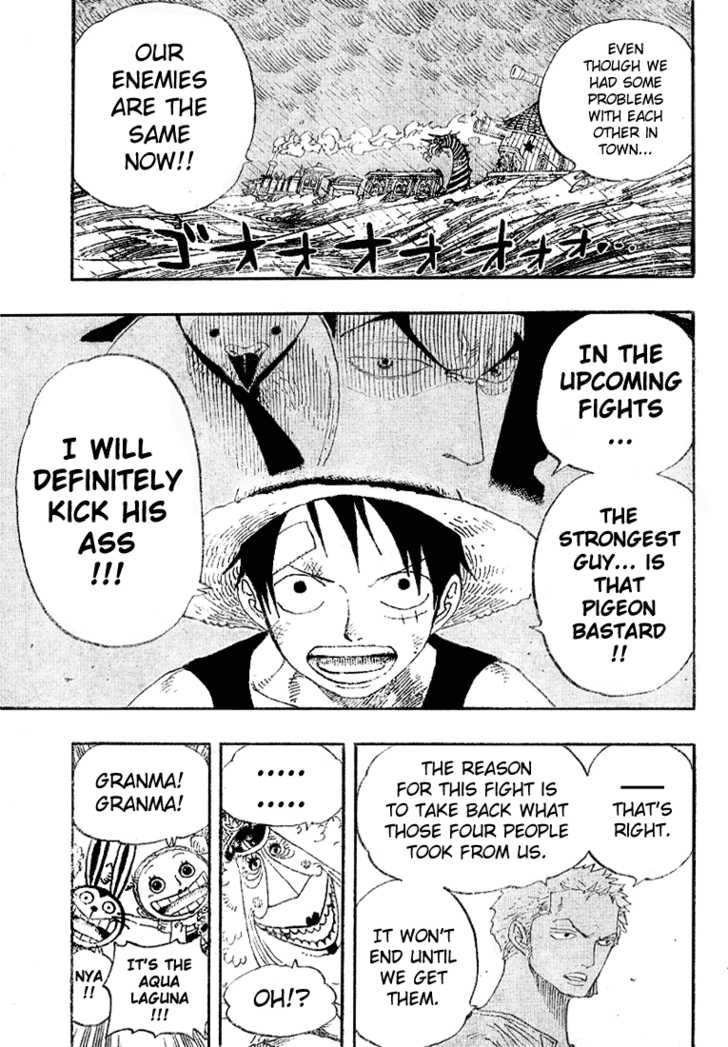 EVEN
THOUGH WE
HAD SOME
PROBLEMS
WITH EACH
OTHER IN
TOWN...
OUR
ENEMIES
ARE THE
SAME
NOW!!
ゴオオオオオオォ...
IN THE
UPCOMING
FIGHTS
...
THE
STRONGEST
GUY... IS
THAT
PIGEON
BASTARD
!!
I WILL
DEFINITELY
KICK HIS
ASS
!!!
—
THAT'S
RIGHT.
THE REASON
FOR THIS FIGHT IS
TO TAKE BACK WHAT
THOSE FOUR PEOPLE
TOOK FROM US.
IT WON'T
END UNTIL
WE GET
THEM.
.....
.....
OH!?
GRANMA!
GRANMA!
IT'S THE
AQUA
LAGUNA
!!!
NYA
!!